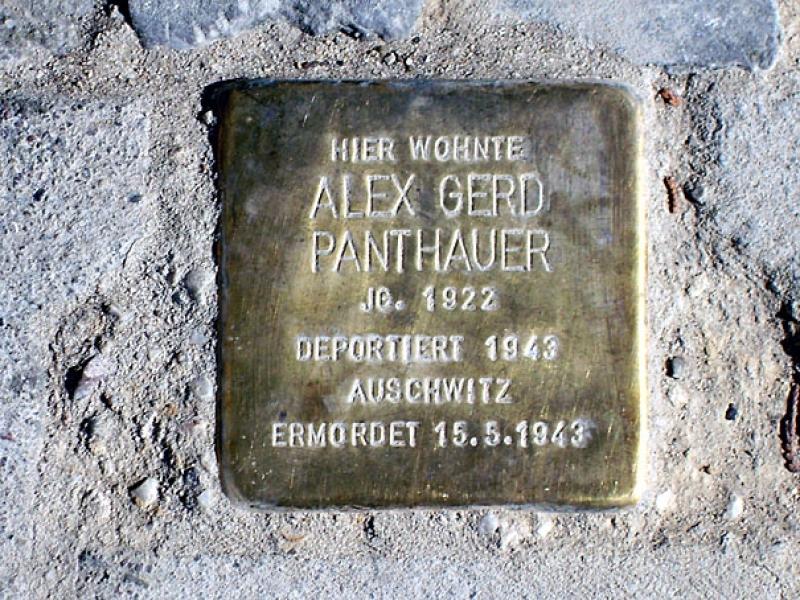 HIER WOHNTE
ALEX GERD
PANTHAUER
JG. 1922
DEPORTIERT 1943
AUSCHWITZ
ERMORDET 15.5.1943